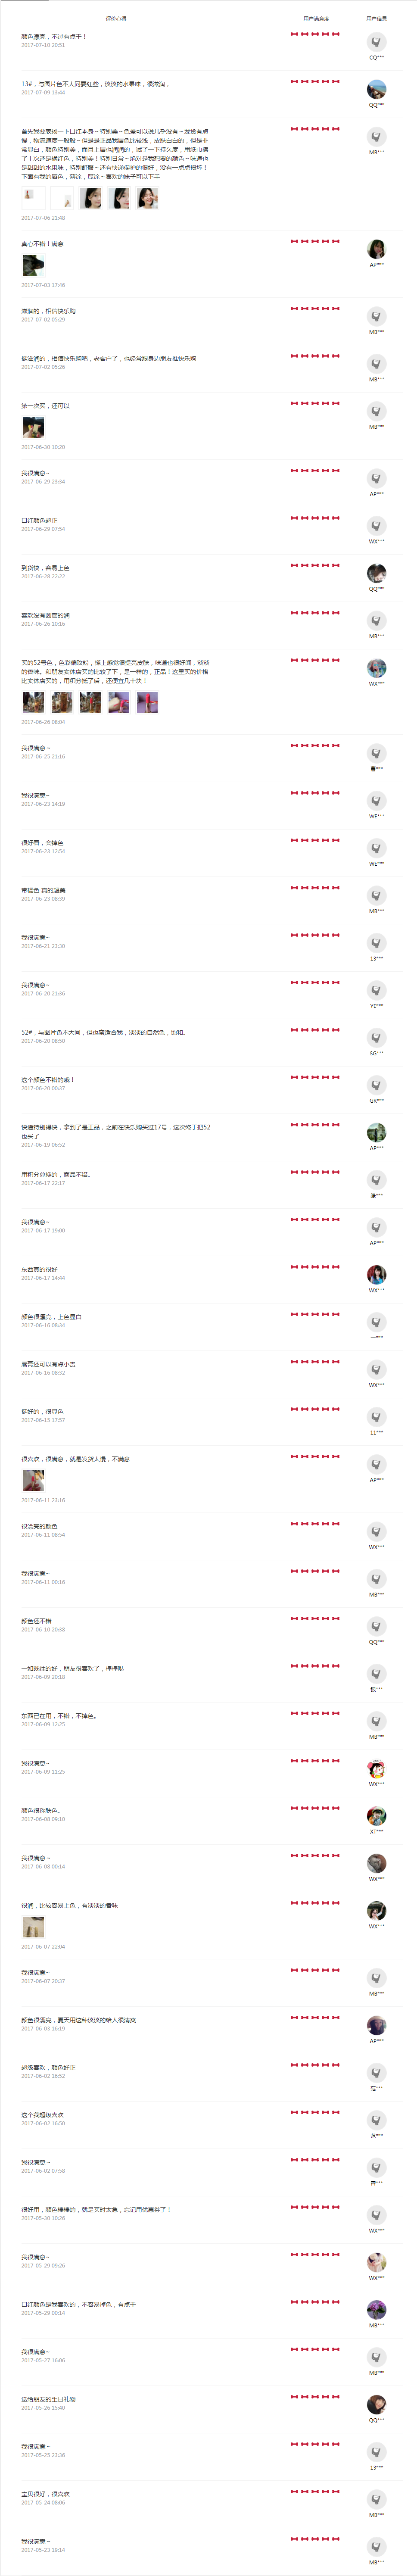 评价心得 用户满意度 用户信息
颜色漂亮，不过有点干！
2017-07-10 20:51
CQ***
13#，与图片色不大同要红些，淡淡的水果味，很滋润，
2017-07-09 13:44
QQ***
首先我要表扬一下口红本身～特别美～色差可以说几乎没有～发货有点
慢，物流速度一般般～但是是正品我唇色比较浅，皮肤白白的，但是非
常显白，颜色特别美，而且上唇也润润的，试了一下持久度，用纸巾擦
了十次还是橘红色，特别美！特别日常～绝对是我想要的颜色～味道也
是甜甜的水果味，特别舒服～还有快递保护的很好，没有一点点损坏！
下面有我的唇色，薄涂，厚涂～喜欢的妹子可以下手
2017-07-06 21:48
MB***
真心不错！满意
2017-07-03 17:46
AP***
滋润的，相信快乐购
2017-07-02 05:29
MB***
挺滋润的，相信快乐购吧，老客户了，也经常跟身边朋友推快乐购
2017-07-02 05:26
MB***
第一次买，还可以
2017-06-30 10:20
MB***
我很满意~
2017-06-29 23:34
AP***
口红颜色超正
2017-06-29 07:54
WX***
到货快，容易上色
2017-06-28 22:22
QQ***
喜欢没有圆管的润
2017-06-26 10:16
MB***
买的52号色，色彩偏玫粉，擦上感觉很提亮皮肤，味道也很好闻，淡淡
的香味。和朋友实体店买的比较了下，是一样的，正品！这里买的价格
比实体店买的，用积分抵了后，还便宜几十块！
2017-06-26 08:04
WX***
我很满意~
2017-06-25 21:16
我很满意~
2017-06-23 14:19
WE***
很好看，会掉色
2017-06-23 12:54
WE***
带橘色 真的超美
2017-06-23 08:39
MB***
我很满意~
2017-06-21 23:30
13***
我很满意~
2017-06-20 21:36
YE***
52#，与图片色不大同，但也蛮适合我，淡淡的自然色，饱和。
2017-06-20 08:50
SG***
这个颜色不错的哦！
2017-06-20 00:37
GR***
快递特别得快，拿到了是正品，之前在快乐购买过17号，这次终于把52
也买了
2017-06-19 06:52
AP***
用积分兑换的，商品不错。
2017-06-17 22:17
我很满意~
2017-06-17 19:00
AP***
东西真的很好
2017-06-17 14:44
WX***
颜色很漂亮，上色显白
2017-06-16 08:34
一***
唇膏还可以有点小贵
2017-06-16 08:32
WX***
挺好的，很显色
2017-06-15 17:57
11***
很喜欢，很满意，就是发货太慢，不满意
2017-06-11 23:16
AP***
很漂亮的颜色
2017-06-11 08:54
WX***
我很满意~
2017-06-11 00:16
MB***
颜色还不错
2017-06-10 20:38
QQ***
一如既往的好，朋友很喜欢了，棒棒哒
2017-06-09 20:18
东西已在用，不错，不掉色。
2017-06-09 12:25
MB***
我很满意~
2017-06-09 11:25
WX***
颜色很称肤色。
2017-06-08 09:10
XT***
我很满意~
2017-06-08 00:14
WX***
很润，比较容易上色，有淡淡的香味
2017-06-07 22:04
WX***
我很满意~
2017-06-07 20:37
MB***
颜色很漂亮，夏天用这种淡淡的给人很清爽
2017-06-03 16:19
AP***
超级喜欢，颜色好正
2017-06-02 16:52
范***
这个我超级喜欢
2017-06-02 16:50
范***
我很满意~
2017-06-02 07:58
很好用，颜色棒棒的，就是买时太急，忘记用优惠券了！
2017-05-30 10:26
WX***
我很满意~
2017-05-29 09:26
WX***
口红颜色是我喜欢的，不容易掉色，有点干
2017-05-29 00:14
MB***
我很满意~
2017-05-27 16:06
MB***
送给朋友的生日礼物
2017-05-26 15:40
QQ***
我很满意~
2017-05-25 23:36
13***
宝贝很好，很喜欢
2017-05-24 08:06
MB***
我很满意~
2017-05-23 19:14
MB***